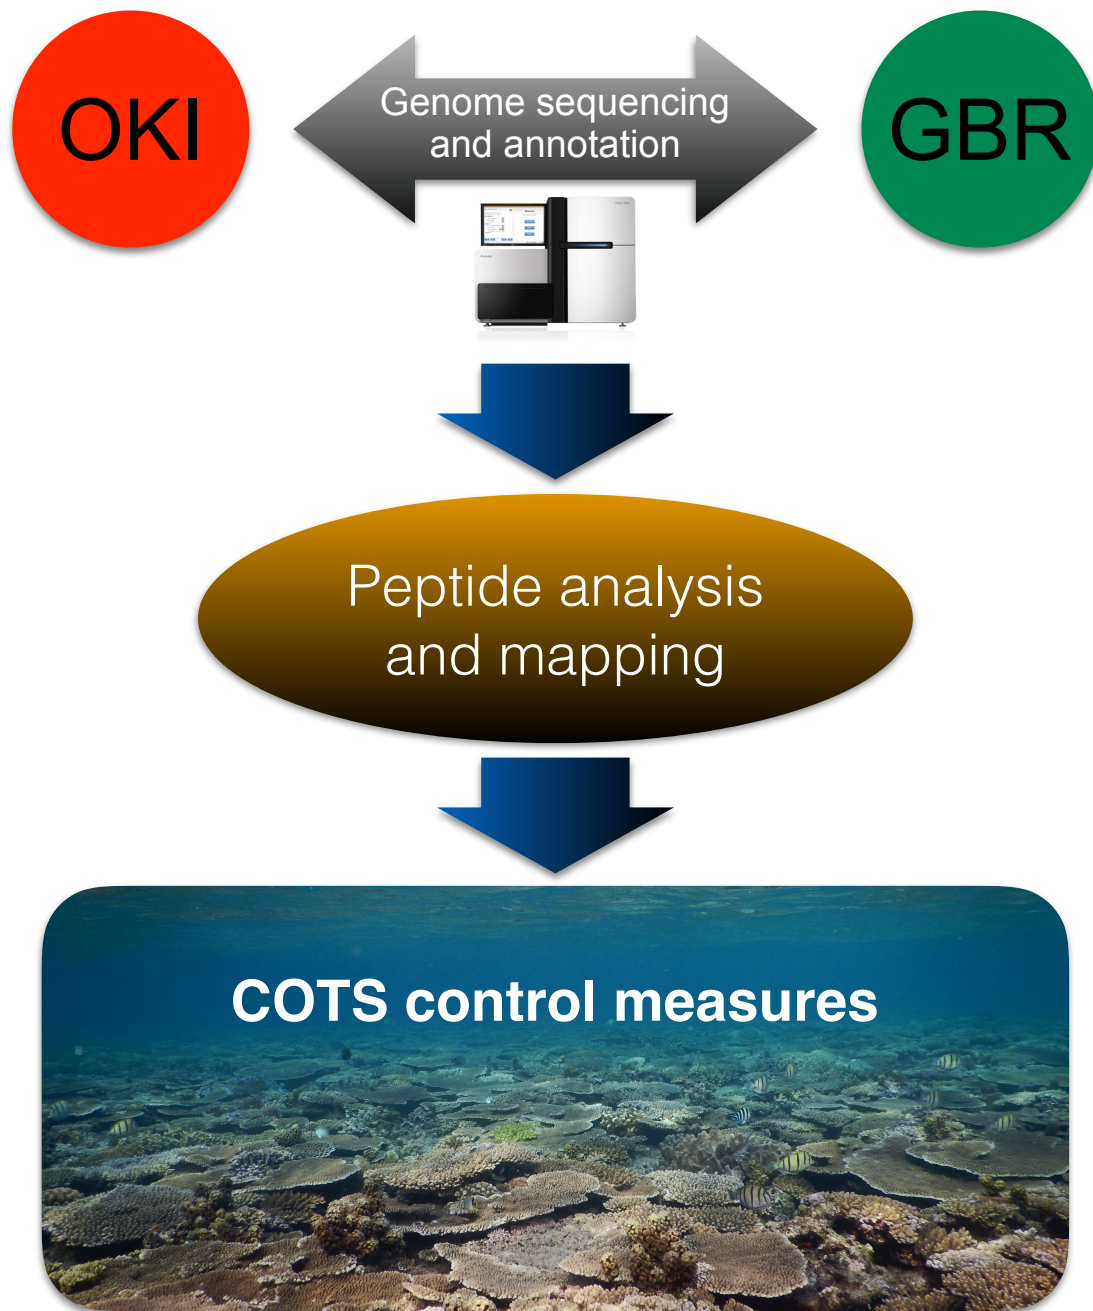 OKI
Genome sequencing
and annotation
GBR
Peptide analysis
and mapping
COTS control measures